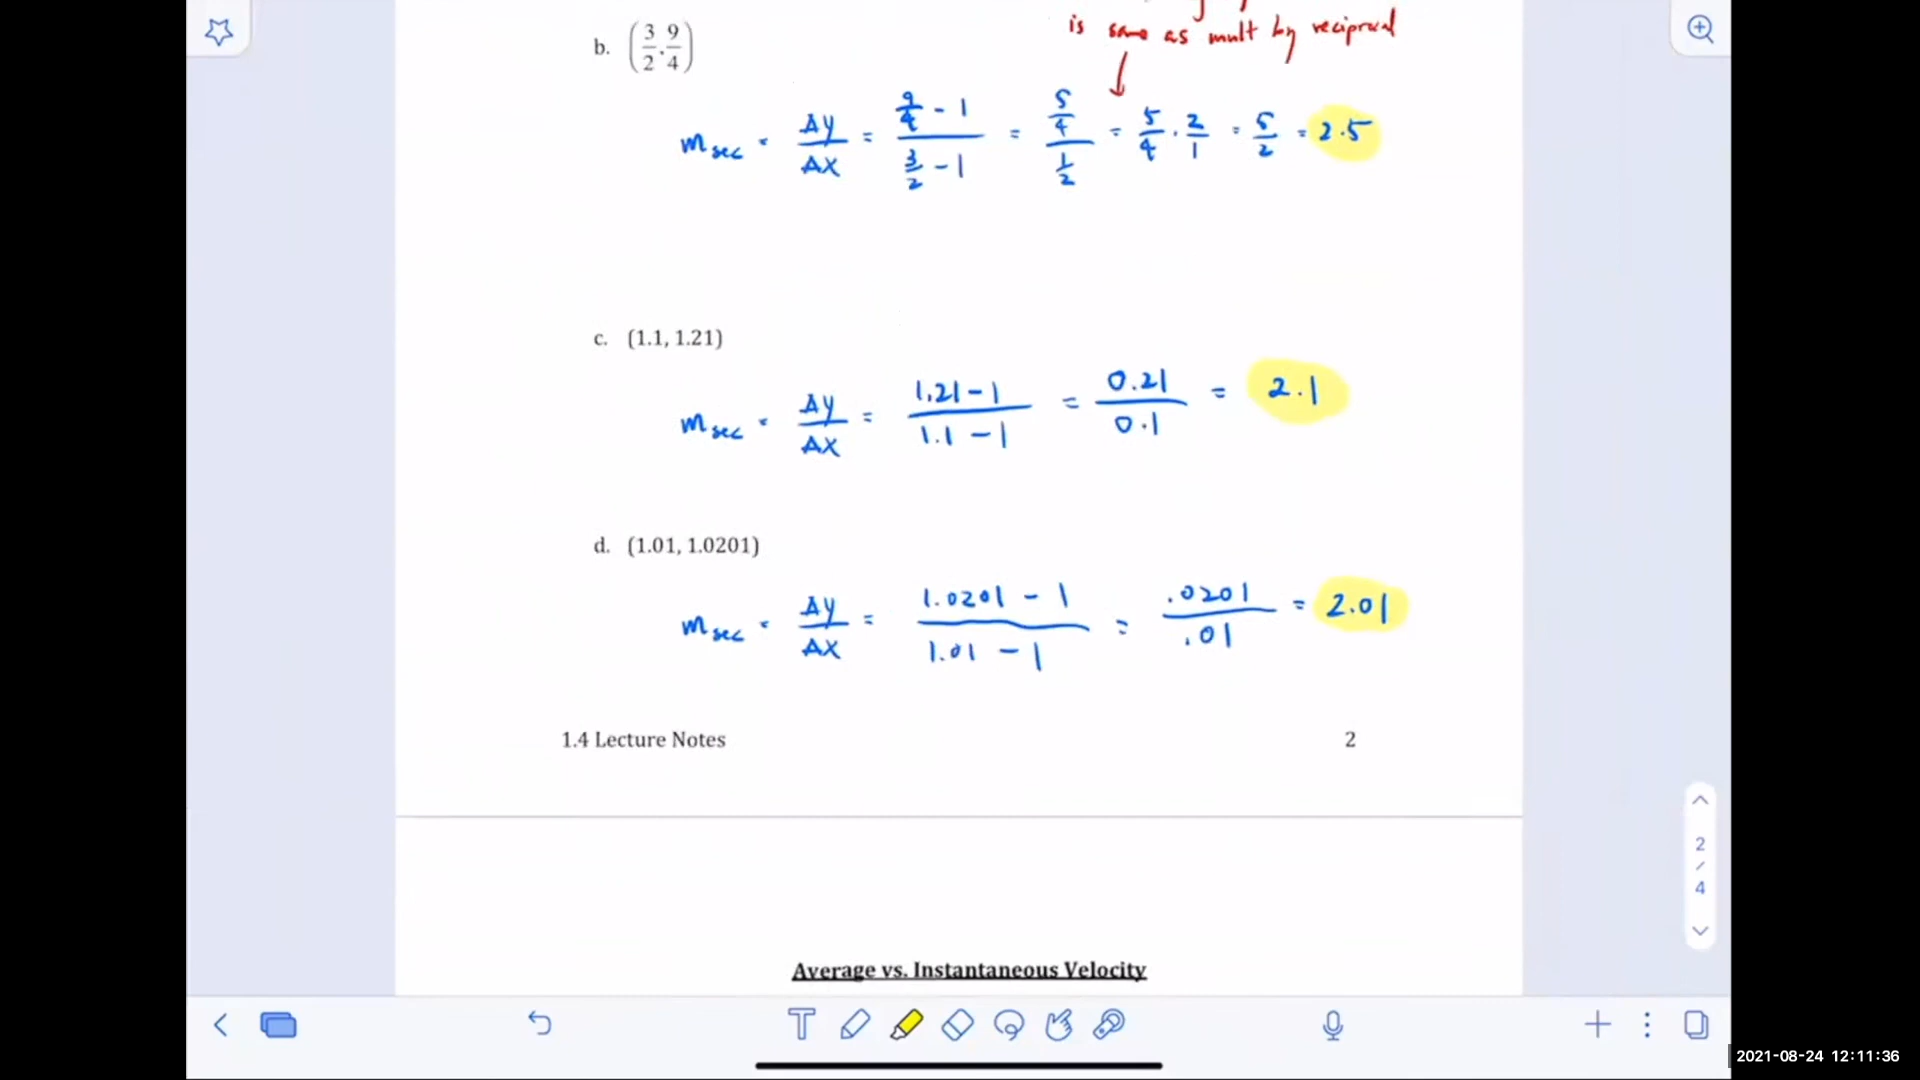 is same as mult by reciprocal
b. (3/2, 9/4)
m sec = Δy/Δx = (9/4 - 1)/(3/2 - 1) = (5/4)/(1/2) = 5/4 · 2/1 = 5/2 = 2.5
c. (1.1, 1.21)
m sec = Δy/Δx = (1.21 - 1)/(1.1 - 1) = 0.21/0.1 = 2.1
d. (1.01, 1.0201)
m sec = Δy/Δx = (1.0201 - 1)/(1.01 - 1) = .0201/.01 = 2.01
1.4 Lecture Notes 2
2
/
4
Average vs. Instantaneous Velocity
T
2021-08-24 12:11:36